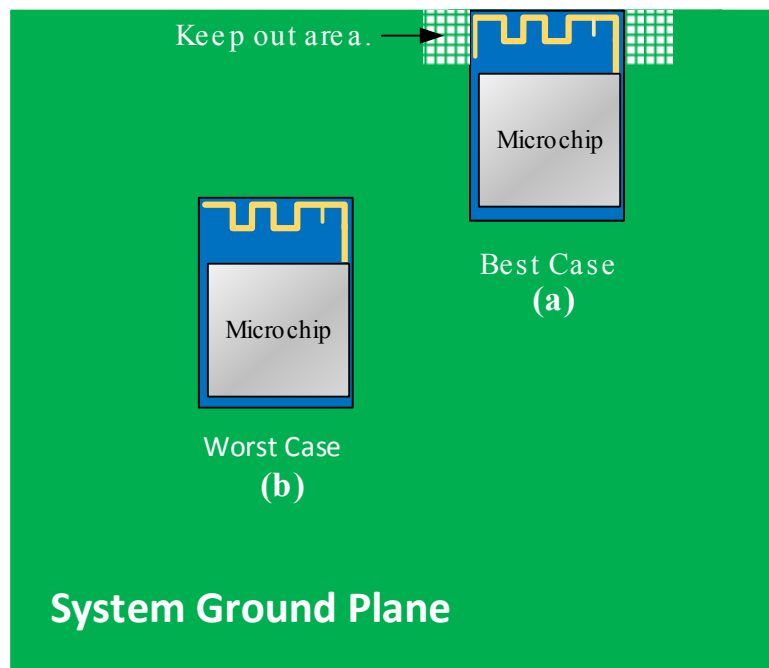 Keep out area.
Microchip
Best Case
(a)
Microchip
Worst Case
(b)
System Ground Plane